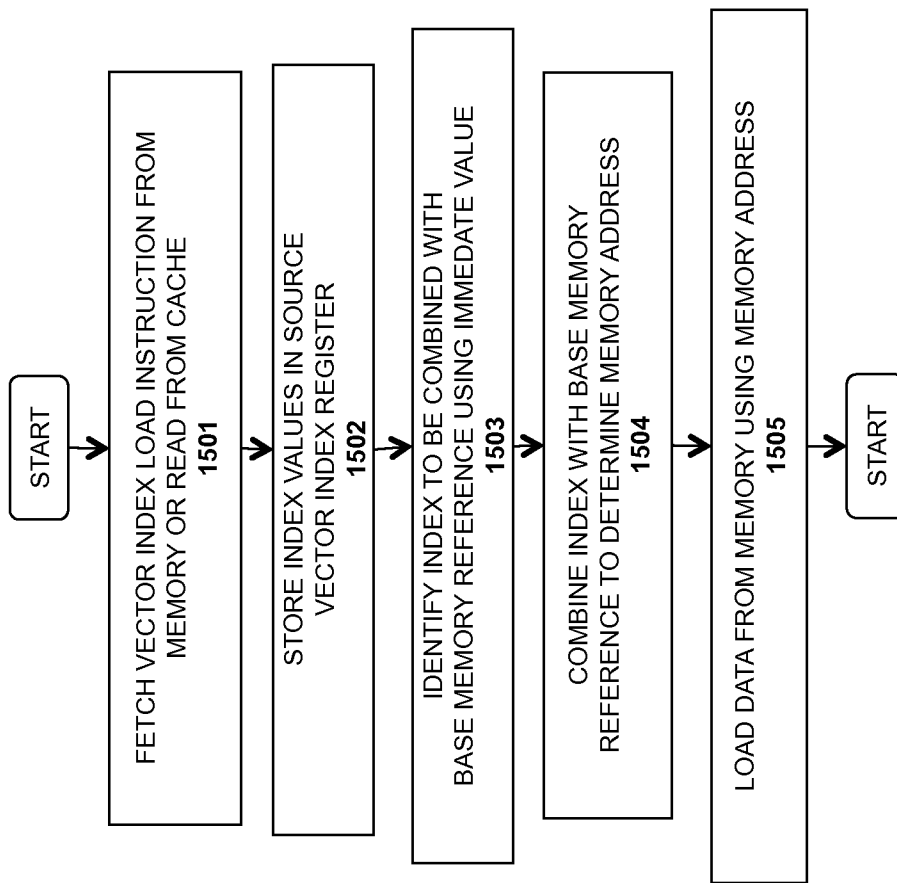 START
FETCH VECTOR INDEX LOAD INSTRUCTION FROM
MEMORY OR READ FROM CACHE
1501
STORE INDEX VALUES IN SOURCE
VECTOR INDEX REGISTER
1502
IDENTIFY INDEX TO BE COMBINED WITH
BASE MEMORY REFERENCE USING IMMEDATE VALUE
1503
COMBINE INDEX WITH BASE MEMORY
REFERENCE TO DETERMINE MEMORY ADDRESS
1504
LOAD DATA FROM MEMORY USING MEMORY ADDRESS
1505
START